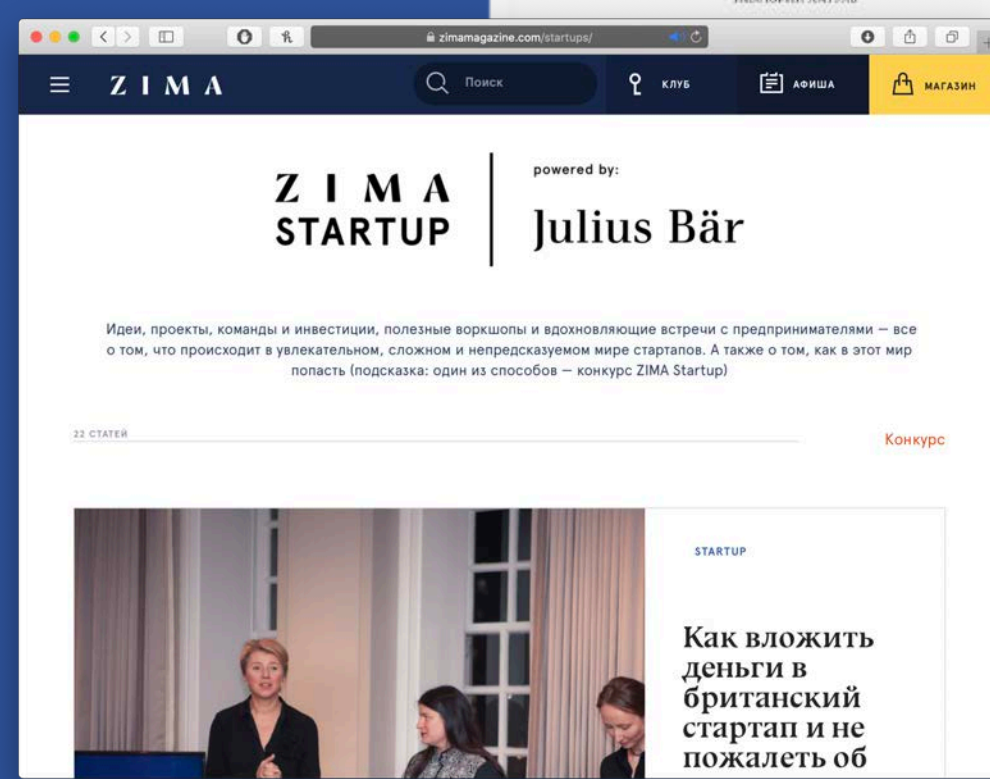 zimamagazine.com/startups/
ZIMA
Поиск
КЛУБ
АФИША
МАГАЗИН
ZIMA
STARTUP
powered by:
Julius Bär
Идеи, проекты, команды и инвестиции, полезные воркшопы и вдохновляющие встречи с предпринимателями — все
о том, что происходит в увлекательном, сложном и непредсказуемом мире стартапов. А также о том, как в этот мир
попасть (подсказка: один из способов — конкурс ZIMA Startup)
22 СТАТЕЙ
Конкурс
STARTUP
Как вложить
деньги в
британский
стартап и не
пожалеть об